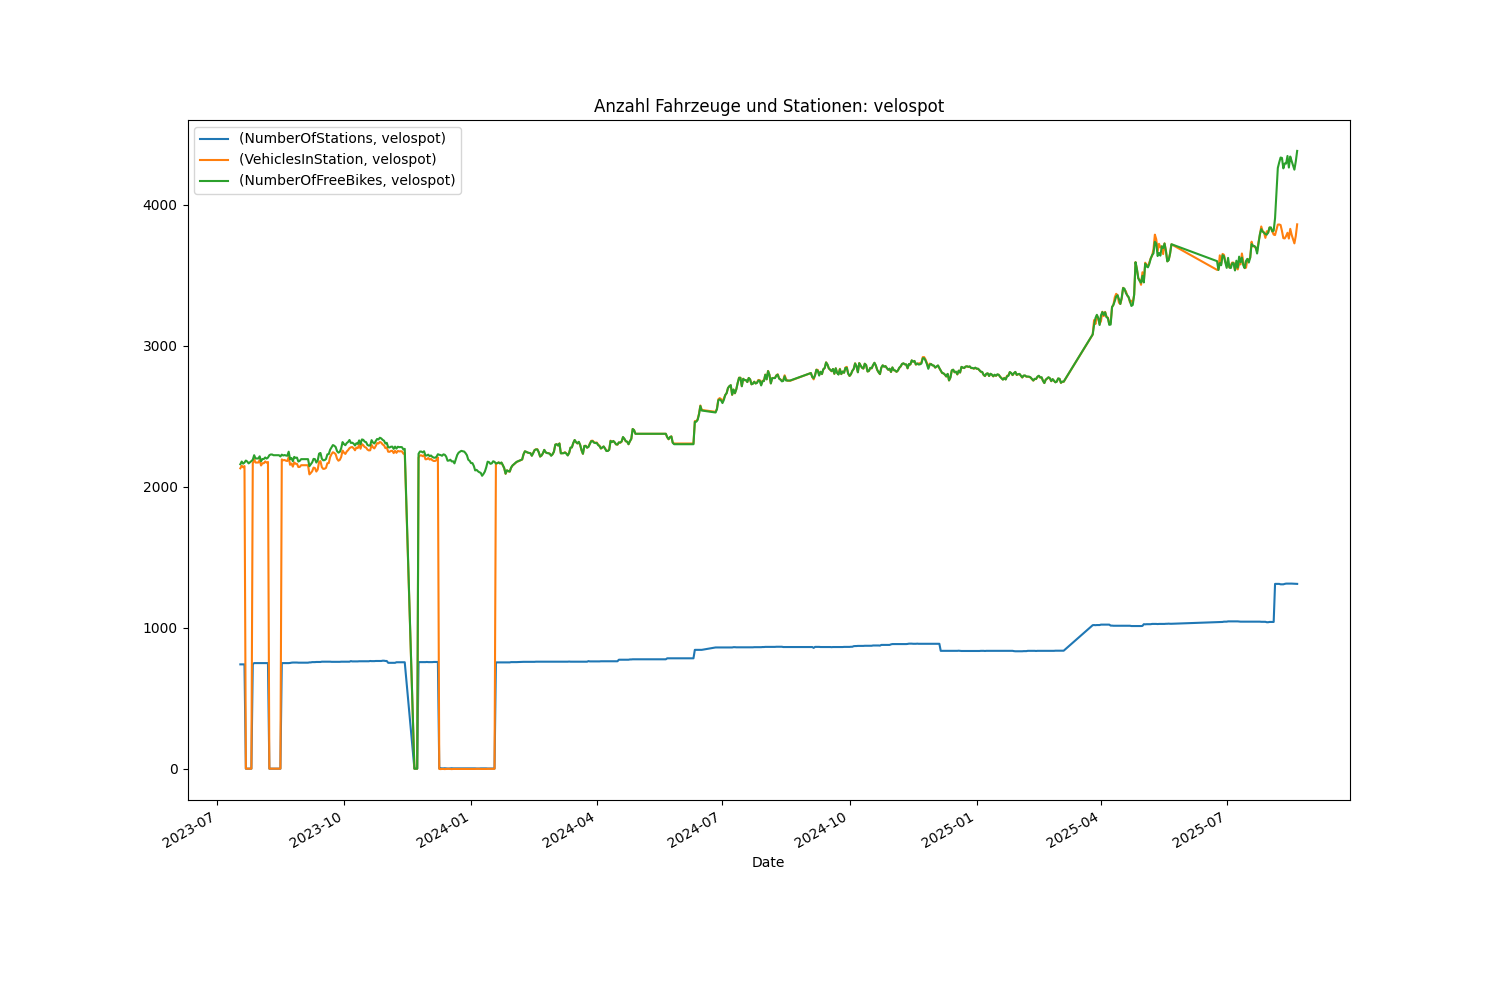 Anzahl Fahrzeuge und Stationen: velospot
(NumberOfStations, velospot)
(VehiclesInStation, velospot)
(NumberOfFreeBikes, velospot)
4000
3000
2000
1000
0
2023-07
2023-10
2024-01
2024-04
2024-07
2024-10
2025-01
2025-04
2025-07
Date